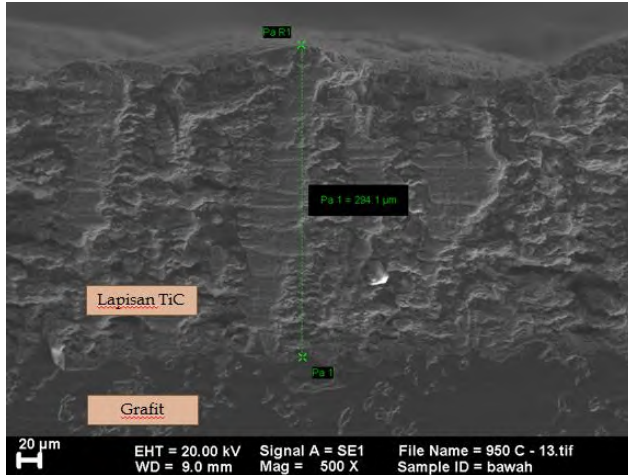 Pa R1
Pa 1 = 294.1 µm
Lapisan TiC
Pa 1
Grafit
20 µm
EHT = 20.00 kV Signal A = SE1 File Name = 950 C - 13.tif
WD = 9.0 mm Mag = 500 X Sample ID = bawah